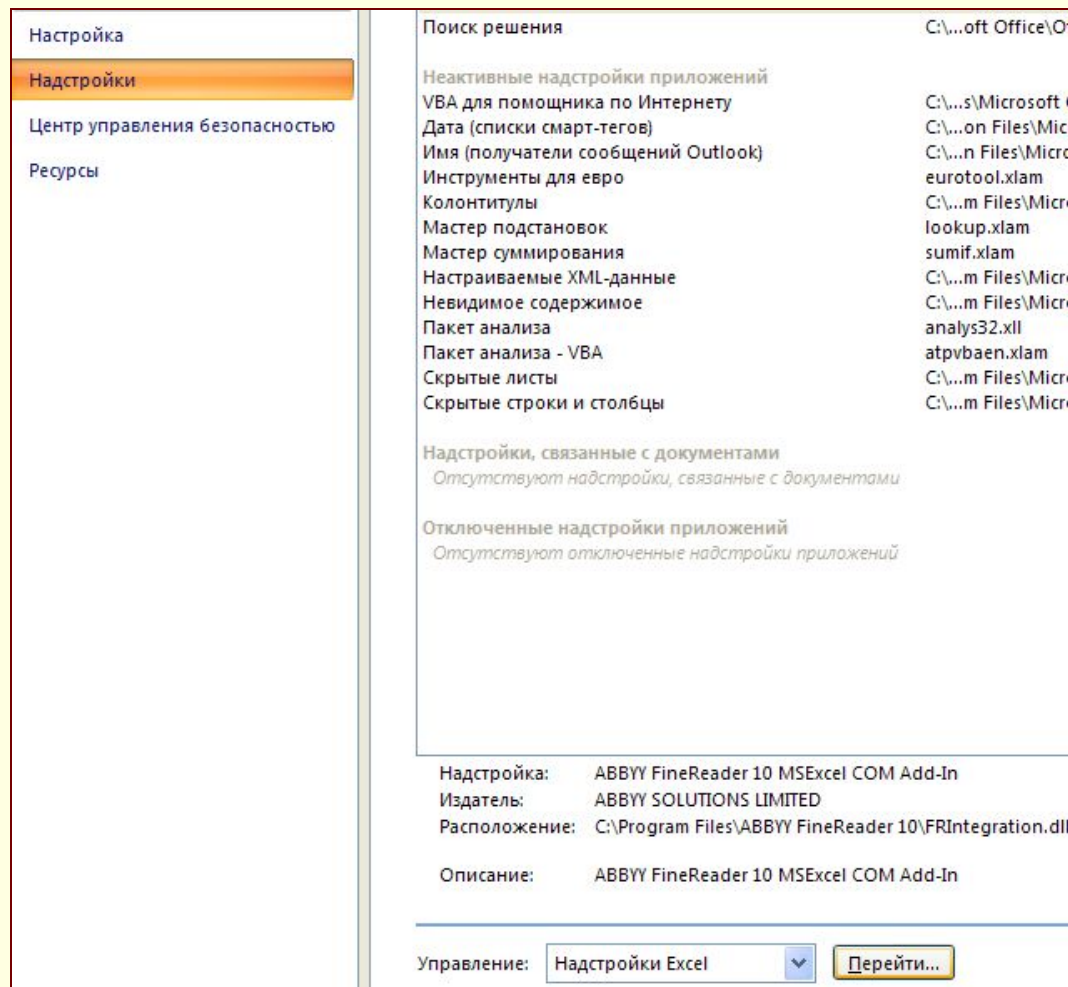 Настройка
Надстройки
Центр управления безопасностью
Ресурсы
Поиск решения C:\...oft Office\O
Неактивные надстройки приложений
VBA для помощника по Интернету C:\...s\Microsoft
Дата (списки смарт-тегов) C:\...on Files\Mic
Имя (получатели сообщений Outlook) C:\...n Files\Micro
Инструменты для евро eurotool.xlam
Колонтитулы C:\...m Files\Micr
Мастер подстановок lookup.xlam
Мастер суммирования sumif.xlam
Настраиваемые XML-данные C:\...m Files\Micr
Невидимое содержимое C:\...m Files\Micr
Пакет анализа analys32.xll
Пакет анализа - VBA atpvbaen.xlam
Скрытые листы C:\...m Files\Micr
Скрытые строки и столбцы C:\...m Files\Micr
Надстройки, связанные с документами
Отсутствуют надстройки, связанные с документами
Отключенные надстройки приложений
Отсутствуют отключенные надстройки приложений
Надстройка: ABBYY FineReader 10 MSExcel COM Add-In
Издатель: ABBYY SOLUTIONS LIMITED
Расположение: C:\Program Files\ABBYY FineReader 10\FRIntegration.dll
Описание: ABBYY FineReader 10 MSExcel COM Add-In
Управление: Надстройки Excel Перейти...